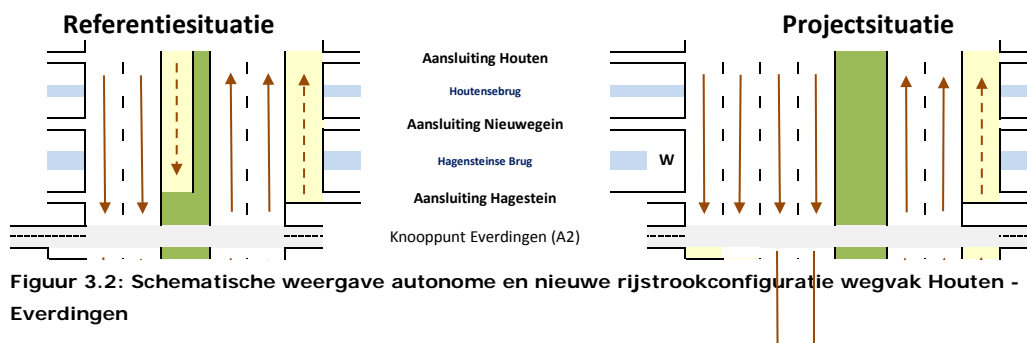 Referentiesituatie
Projectsituatie
Aansluiting Houten
Houtensebrug
Aansluiting Nieuwegein
Hagensteinse Brug
W
Aansluiting Hagestein
Knooppunt Everdingen (A2)
Figuur 3.2: Schematische weergave autonome en nieuwe rijstrookconfiguratie wegvak Houten -
Everdingen